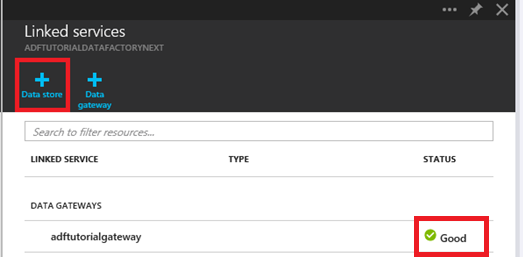 Linked services
ADFTUTORIALDATAFACTORYNEXT
Data store
Data gateway
Search to filter resources...
LINKED SERVICE TYPE STATUS
DATA GATEWAYS
adftutorialgateway Good